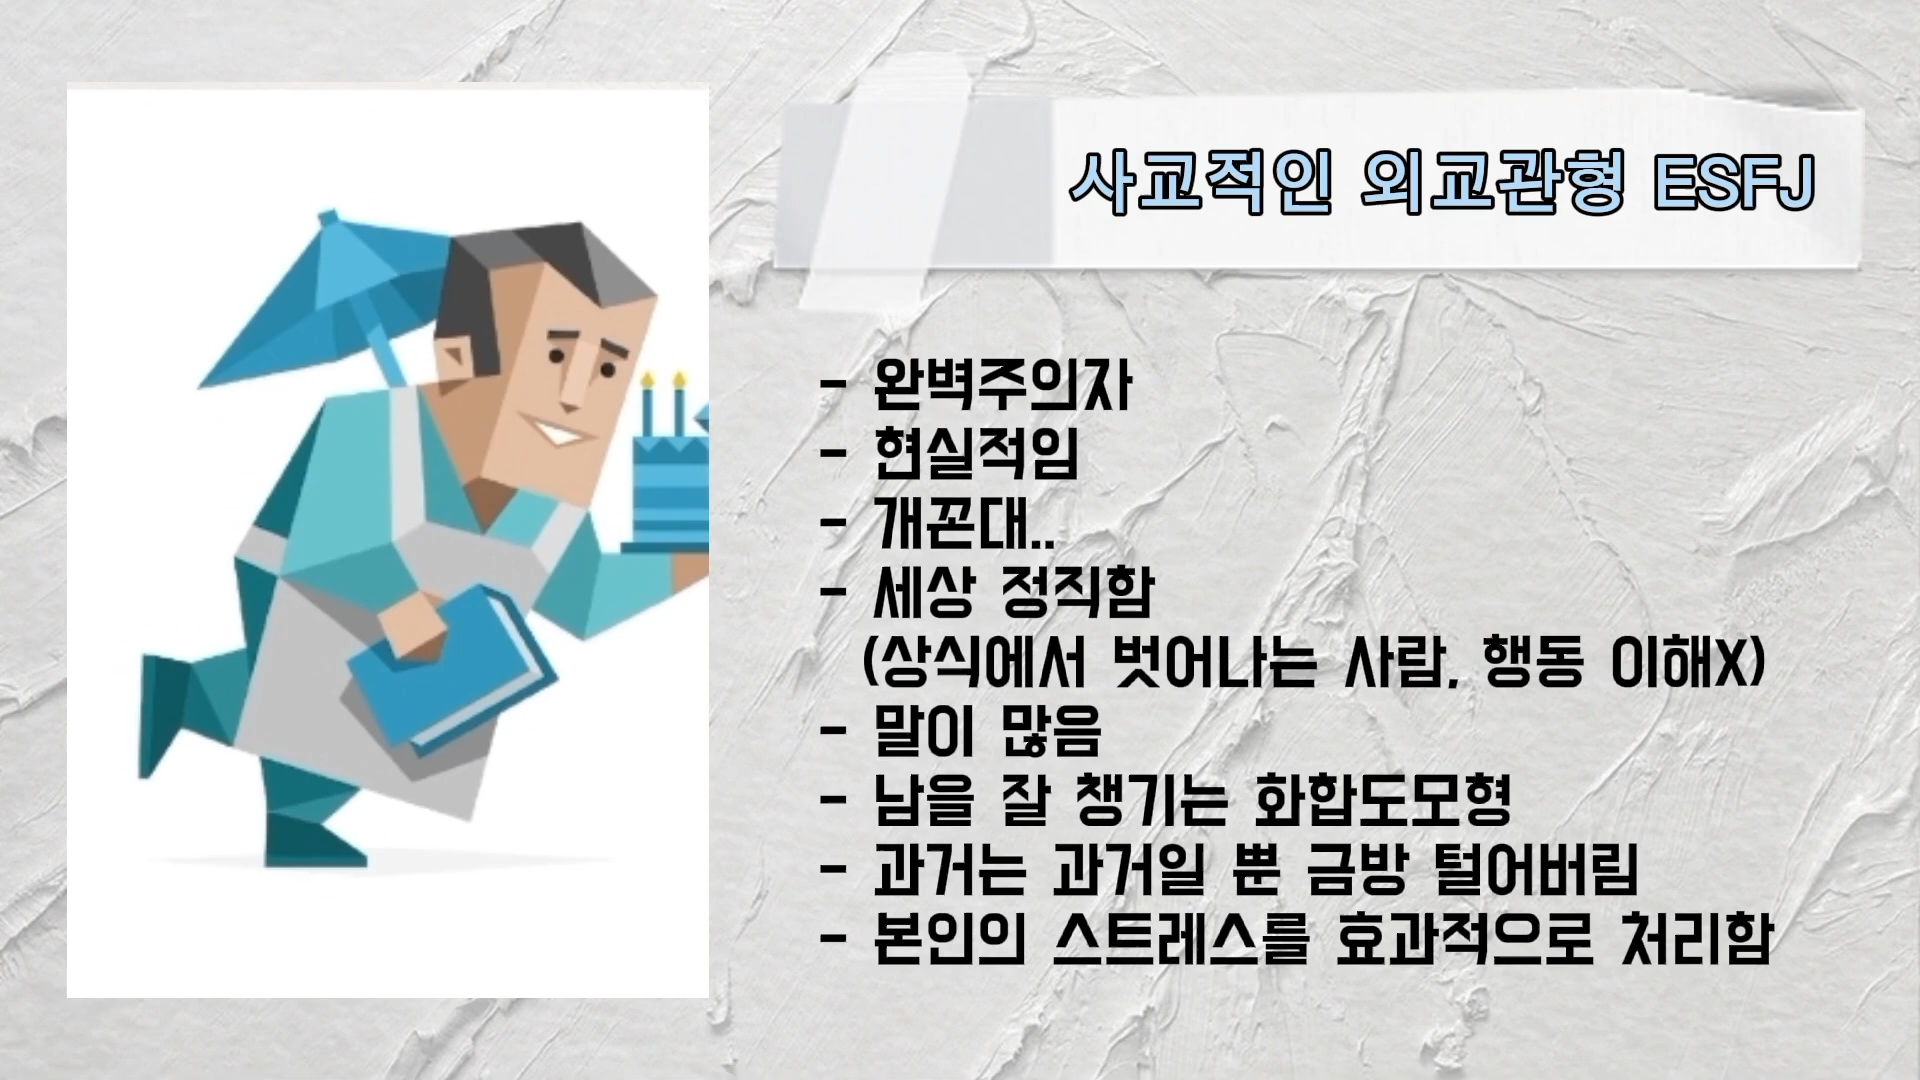 사교적인 외교관형 ESFJ
- 완벽주의자
- 현실적임
- 개꼰대..
- 세상 정직함
(상식에서 벗어나는 사람, 행동 이해X)
- 말이 많음
- 남을 잘 챙기는 화합도모형
- 과거는 과거일 뿐 금방 털어버림
- 본인의 스트레스를 효과적으로 처리함